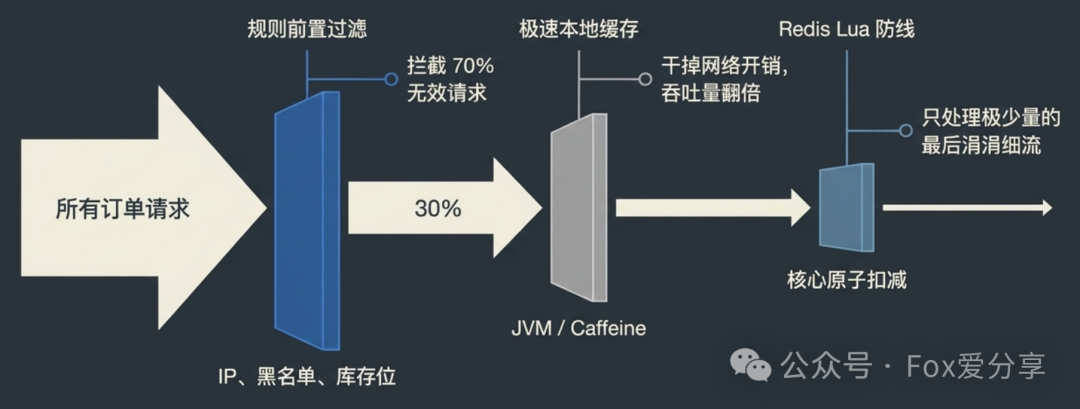 规则前置过滤
拦截 70%
无效请求
极速本地缓存
干掉网络开销，
吞吐量翻倍
Redis Lua 防线
只处理极少量的
最后涓涓细流
所有订单请求
30%
核心原子扣减
JVM / Caffeine
IP、黑名单、库存位
公众号 · Fox爱分享